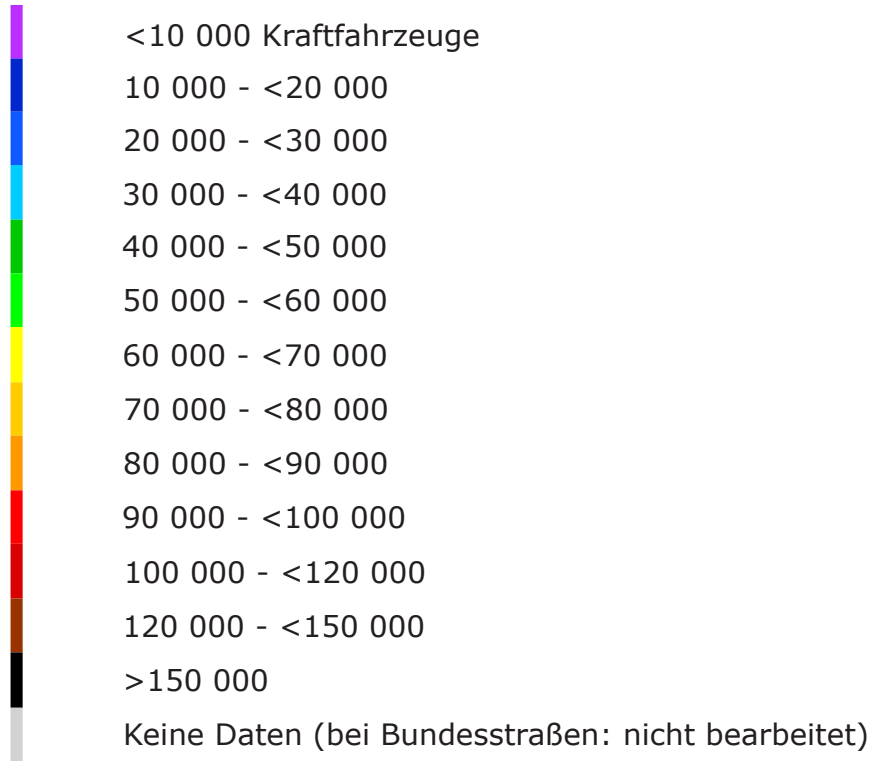 <10 000 Kraftfahrzeuge
10 000 - <20 000
20 000 - <30 000
30 000 - <40 000
40 000 - <50 000
50 000 - <60 000
60 000 - <70 000
70 000 - <80 000
80 000 - <90 000
90 000 - <100 000
100 000 - <120 000
120 000 - <150 000
>150 000
Keine Daten (bei Bundesstraßen: nicht bearbeitet)